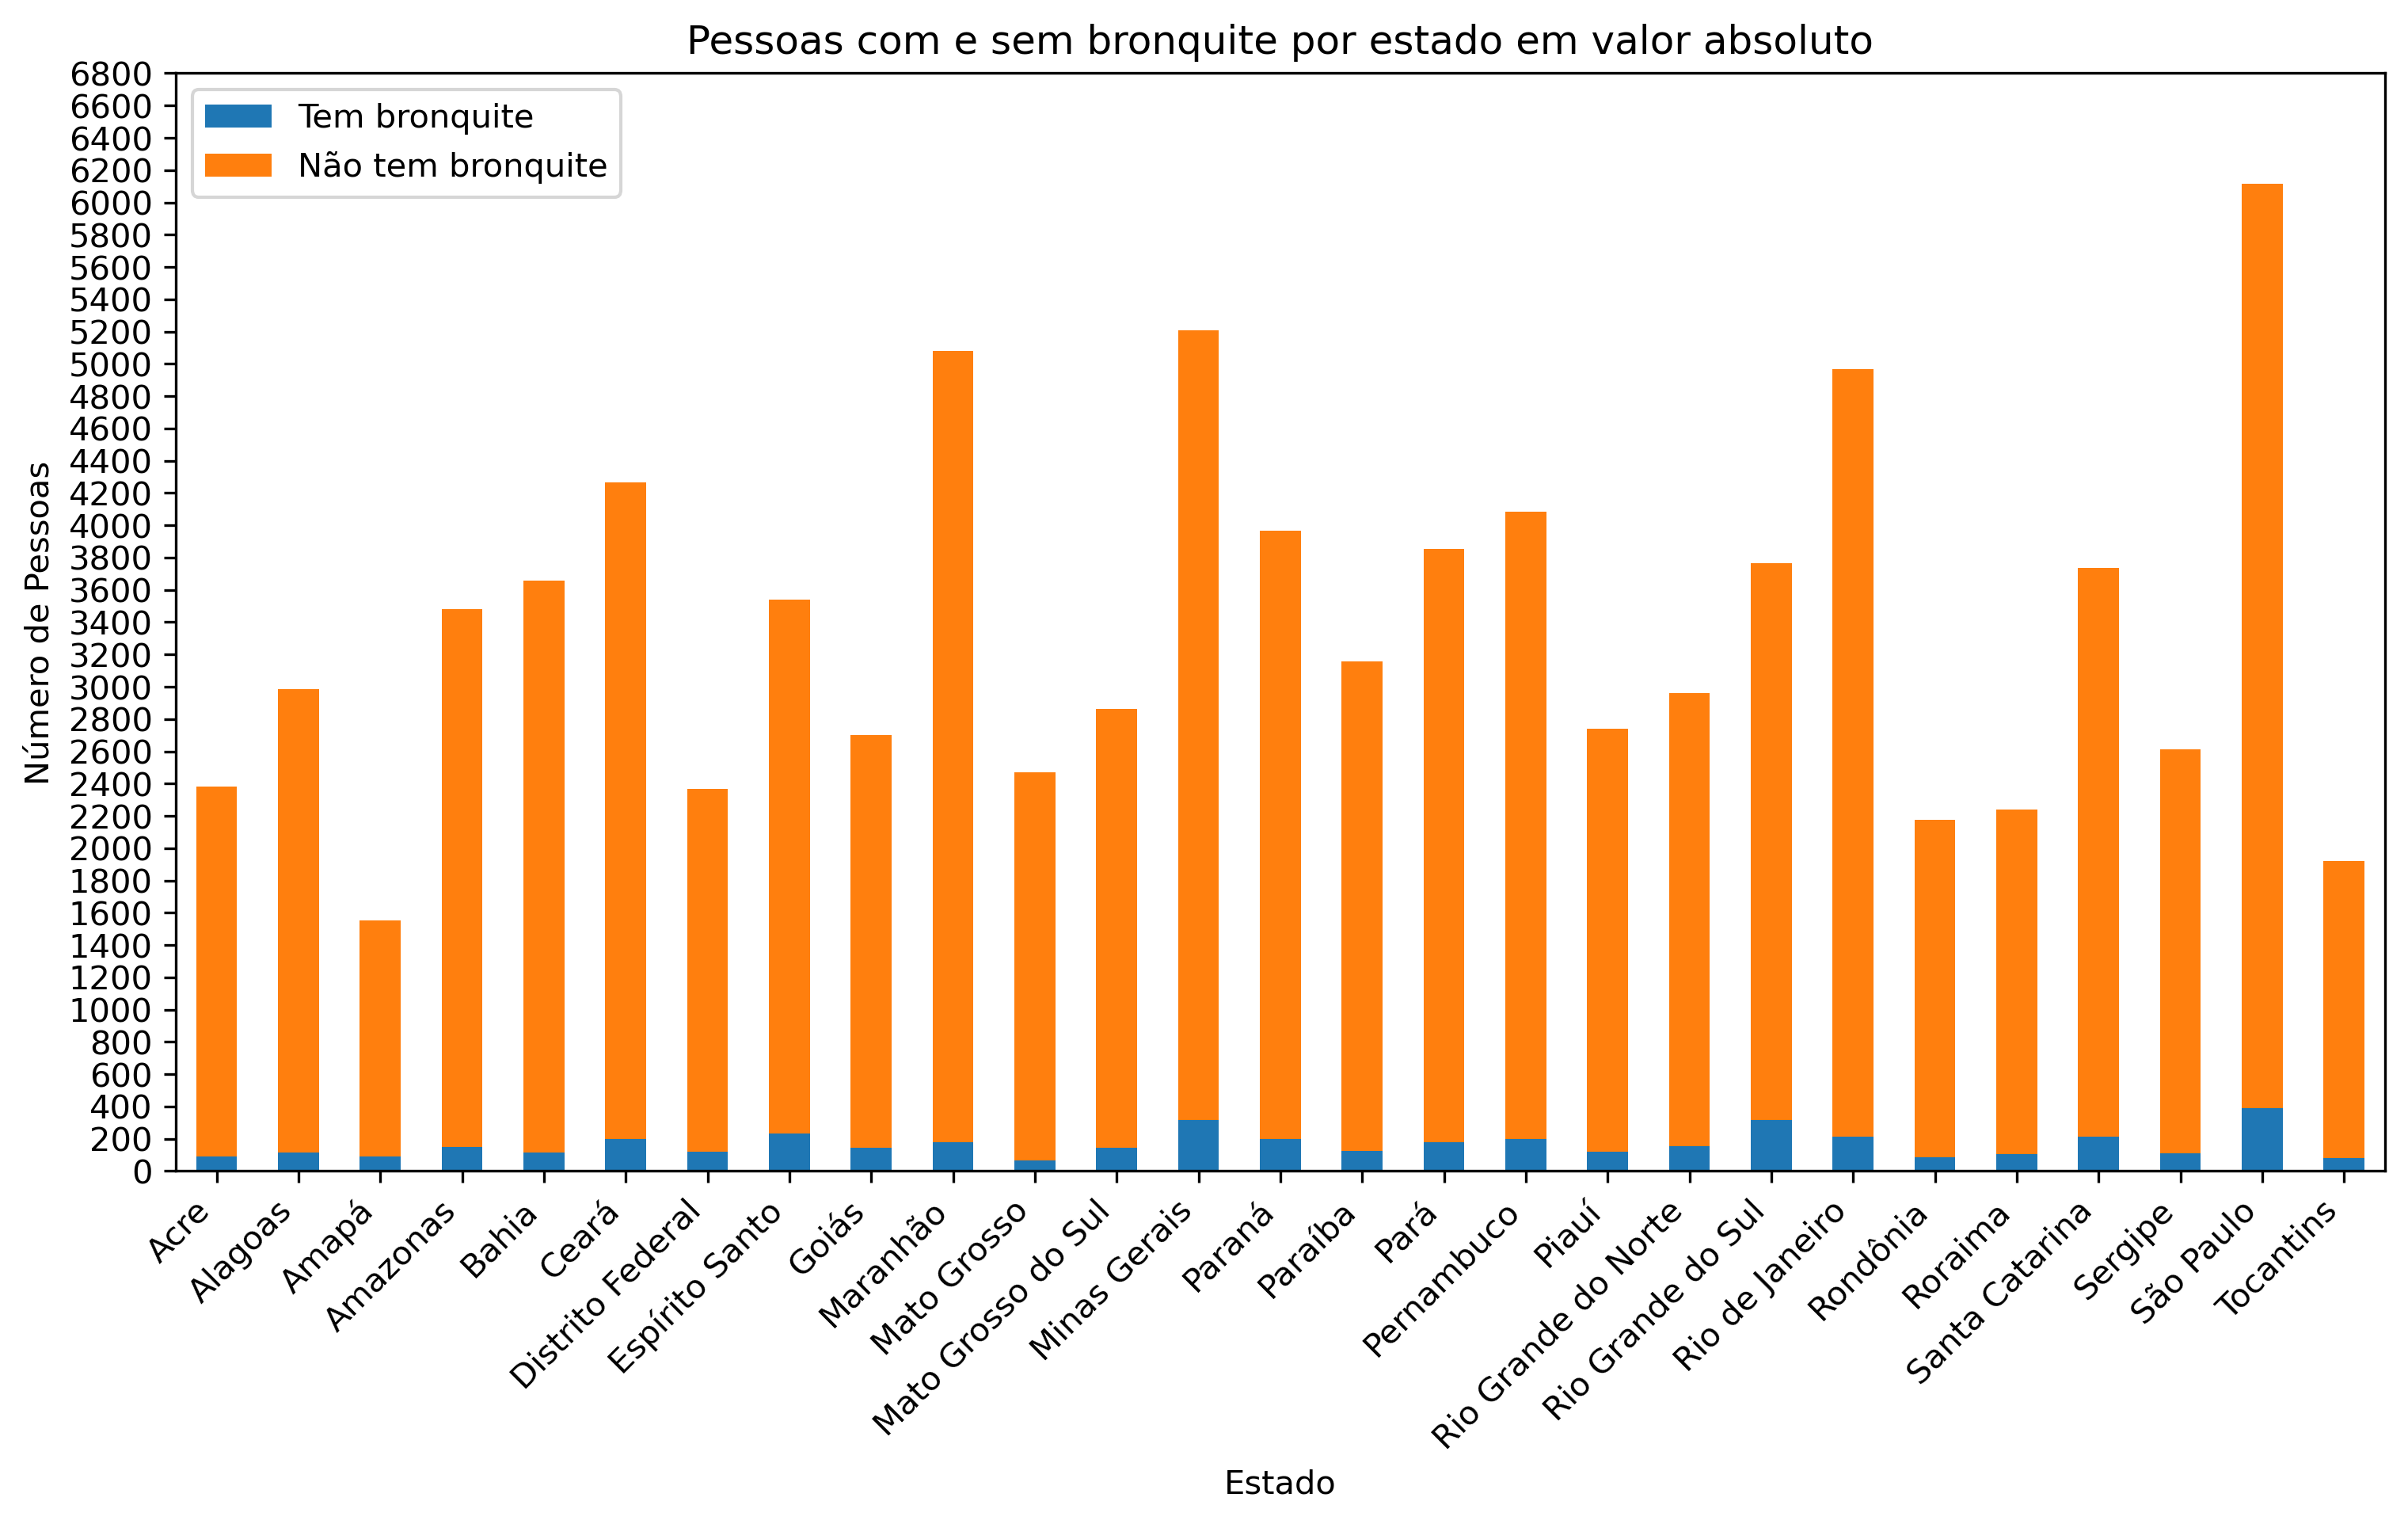 Pessoas com e sem bronquite por estado em valor absoluto
6800
6600
6400
6200
6000
5800
5600
5400
5200
5000
4800
4600
4400
4200
4000
3800
3600
3400
3200
3000
2800
2600
2400
2200
2000
1800
1600
1400
1200
1000
800
600
400
200
0
Número de Pessoas
Tem bronquite
Não tem bronquite
Acre
Alagoas
Amapá
Amazonas
Bahia
Ceará
Distrito Federal
Espírito Santo
Goiás
Maranhão
Mato Grosso
Mato Grosso do Sul
Minas Gerais
Paraná
Paraíba
Pará
Pernambuco
Piauí
Rio Grande do Norte
Rio Grande do Sul
Rio de Janeiro
Rondônia
Roraima
Santa Catarina
Sergipe
São Paulo
Tocantins
Estado